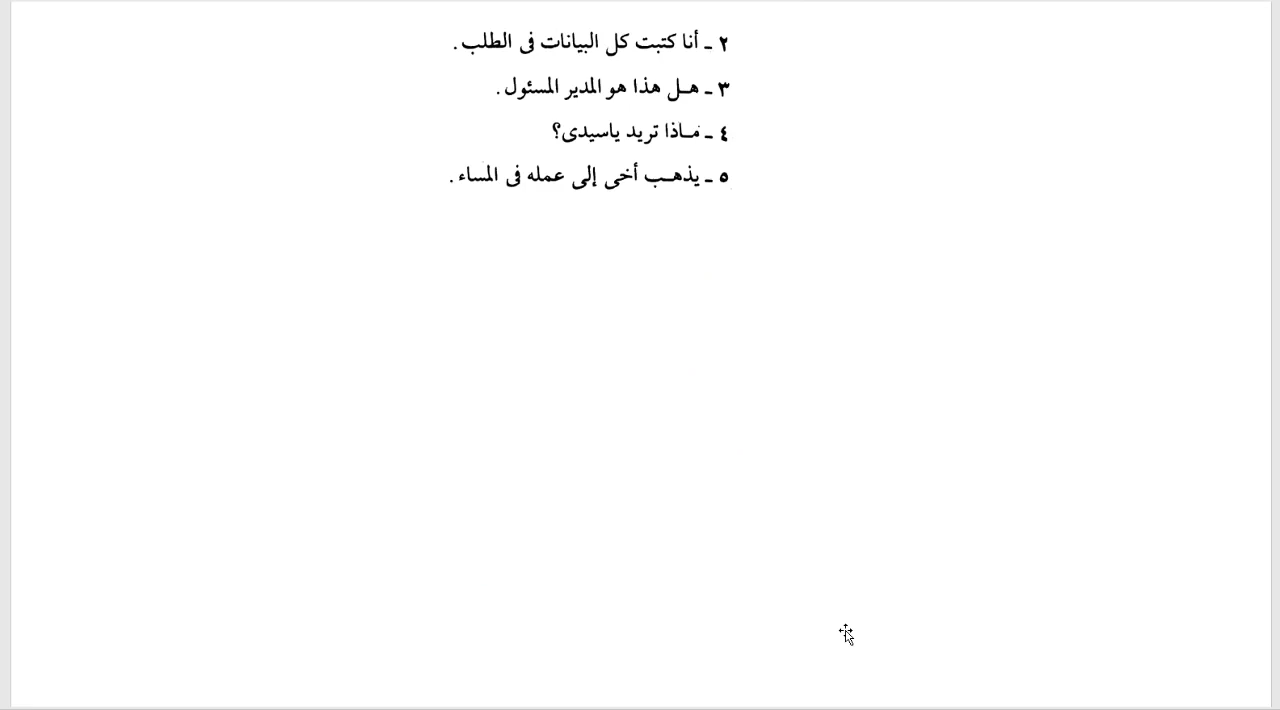 ٢ ـ أنا كتبت كل البيانات فى الطلب .
٣ ـ هـل هذا هو المدير المسئول .
٤ ـ مـاذا تريد ياسيدى؟
٥ ـ يذهـب أخى إلى عمله فى المساء .